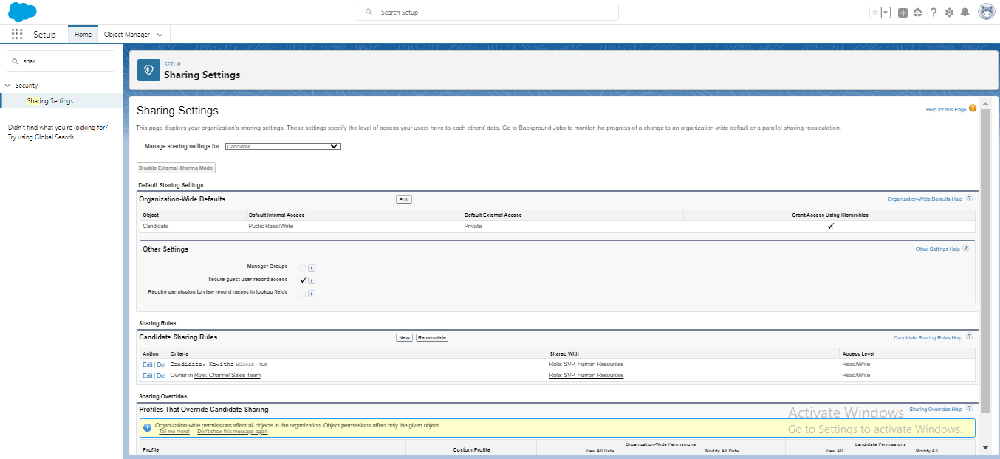 Search Setup
Setup
Home
Object Manager
shar
Security
Sharing Settings
Didn't find what you're looking for?
Try using Global Search.
SETUP
Sharing Settings
Sharing Settings
Help for this Page
This page displays your organization's sharing settings. These settings specify the level of access your users have to each others' data. Go to Background Jobs to monitor the progress of a change to an organization-wide default or a parallel sharing recalculation.
Manage sharing settings for: Candidate
Disable External Sharing Model
Default Sharing Settings
Organization-Wide Defaults Edit Organization-Wide Defaults Help
Object Default Internal Access Default External Access Grant Access Using Hierarchies
Candidate Public Read/Write Private
Other Settings Other Settings Help
Manager Groups
Secure guest user record access
Require permission to view record names in lookup fields
Sharing Rules
Candidate Sharing Rules New Recalculate Candidate Sharing Rules Help
Action Criteria Shared With Access Level
Edit | Del Candidate: Kavitha EQUALS True Role: SVP, Human Resources Read/Write
Edit | Del Owner in Role: Channel Sales Team Role: SVP, Human Resources Read/Write
Sharing Overrides
Profiles That Override Candidate Sharing Sharing Overrides Help
Organization-wide permissions affect all objects in the organization. Object permissions affect only the given object.
Tell me more! Don't show this message again
Organization-Wide Permissions Candidate Permissions
Profile Custom Profile View All Data Modify All Data View All Modify All
Activate Windows
Go to Settings to activate Windows.